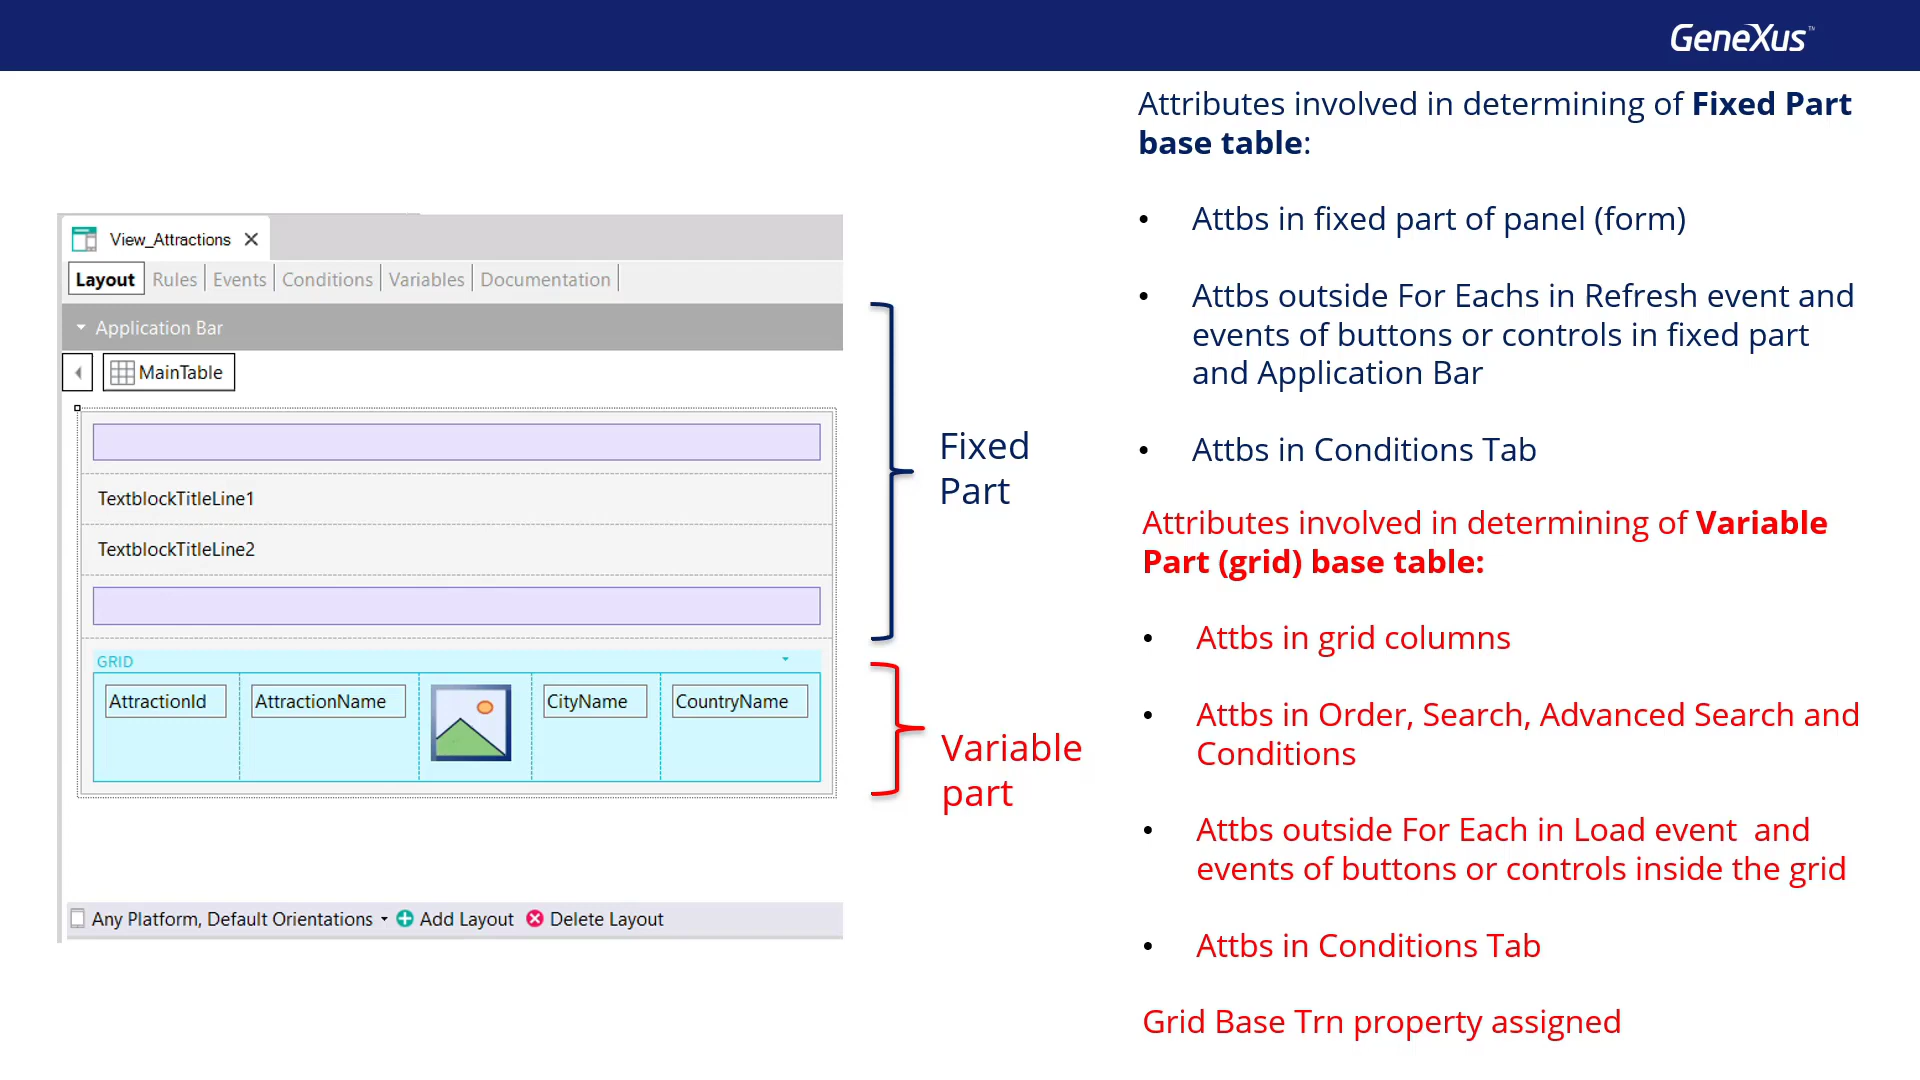 GeneXus™
Attributes involved in determining of Fixed Part
base table:
• Attbs in fixed part of panel (form)
• Attbs outside For Eachs in Refresh event and
events of buttons or controls in fixed part
and Application Bar
• Attbs in Conditions Tab
View_Attractions
Layout Rules Events Conditions Variables Documentation
Application Bar
MainTable
TextblockTitleLine1
TextblockTitleLine2
GRID
AttractionId AttractionName CityName CountryName
Any Platform, Default Orientations Add Layout Delete Layout
Fixed
Part
Variable
part
Attributes involved in determining of Variable
Part (grid) base table:
• Attbs in grid columns
• Attbs in Order, Search, Advanced Search and
Conditions
• Attbs outside For Each in Load event  and
events of buttons or controls inside the grid
• Attbs in Conditions Tab
Grid Base Trn property assigned